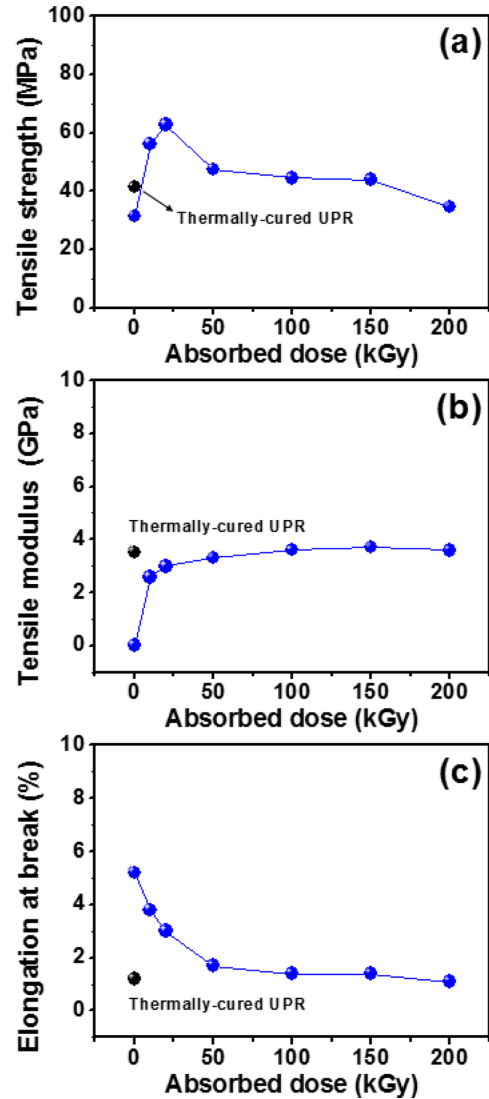 (a)
Tensile strength (MPa)
100
80
60
40
20
0
Thermally-cured UPR
0 50 100 150 200
Absorbed dose (kGy)
(b)
Tensile modulus (GPa)
10
8
6
4
2
0
Thermally-cured UPR
0 50 100 150 200
Absorbed dose (kGy)
(c)
Elongation at break (%)
10
8
6
4
2
0
Thermally-cured UPR
0 50 100 150 200
Absorbed dose (kGy)